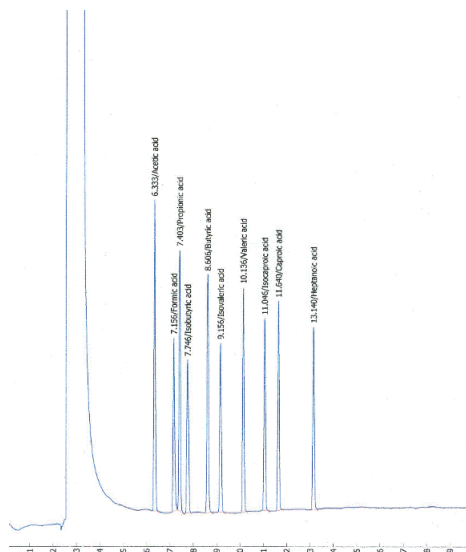 6.333/Acetic acid
7.156/Formic acid
7.403/Propionic acid
7.746/Isobutyric acid
8.606/Butyric acid
9.156/Isovaleric acid
10.136/Valeric acid
11.046/Isocaproic acid
11.640/Caproic acid
13.140/Heptanoic acid
1 2 3 4 5 6 7 8 9 0 1 2 3 4 5 6 7 8 9